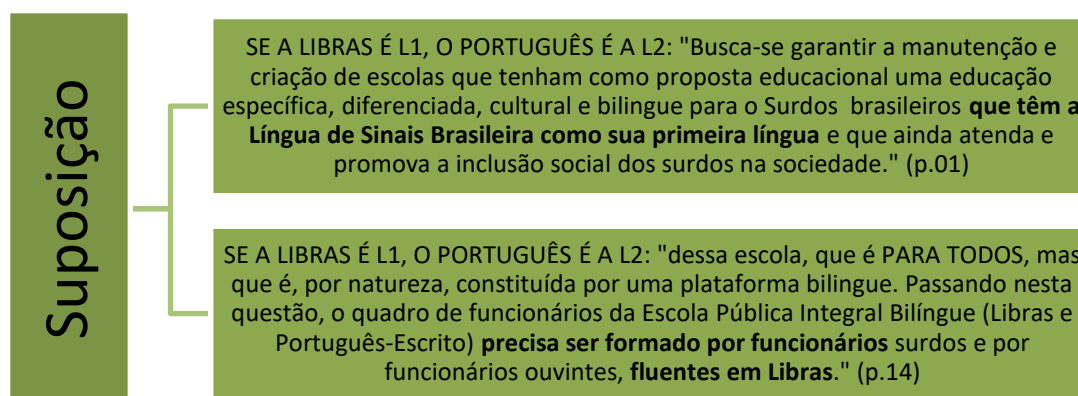 Suposição
SE A LIBRAS É L1, O PORTUGUÊS É A L2: "Busca-se garantir a manutenção e
criação de escolas que tenham como proposta educacional uma educação
específica, diferenciada, cultural e bilingue para o Surdos brasileiros que têm a
Língua de Sinais Brasileira como sua primeira língua e que ainda atenda e
promova a inclusão social dos surdos na sociedade." (p.01)
SE A LIBRAS É L1, O PORTUGUÊS É A L2: "dessa escola, que é PARA TODOS, mas
que é, por natureza, constituída por uma plataforma bilingue. Passando nesta
questão, o quadro de funcionários da Escola Pública Integral Bilíngue (Libras e
Português-Escrito) precisa ser formado por funcionários surdos e por
funcionários ouvintes, fluentes em Libras." (p.14)